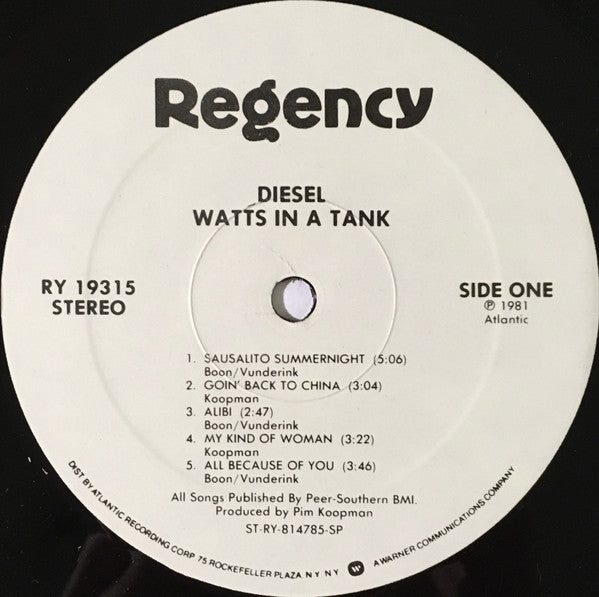 Regency
DIESEL
WATTS IN A TANK
RY 19315
STEREO
SIDE ONE
℗ 1981
Atlantic
1. SAUSALITO SUMMERNIGHT (5:06)
Boon/Vunderink
2. GOIN' BACK TO CHINA (3:04)
Koopman
3. ALIBI (2:47)
Boon/Vunderink
4. MY KIND OF WOMAN (3:22)
Koopman
5. ALL BECAUSE OF YOU (3:46)
Boon/Vunderink
All Songs Published By Peer-Southern BMI.
Produced by Pim Koopman
ST-RY-814785-SP
DIST BY ATLANTIC RECORDING CORP 75 ROCKEFELLER PLAZA N Y N Y W A WARNER COMMUNICATIONS COMPANY